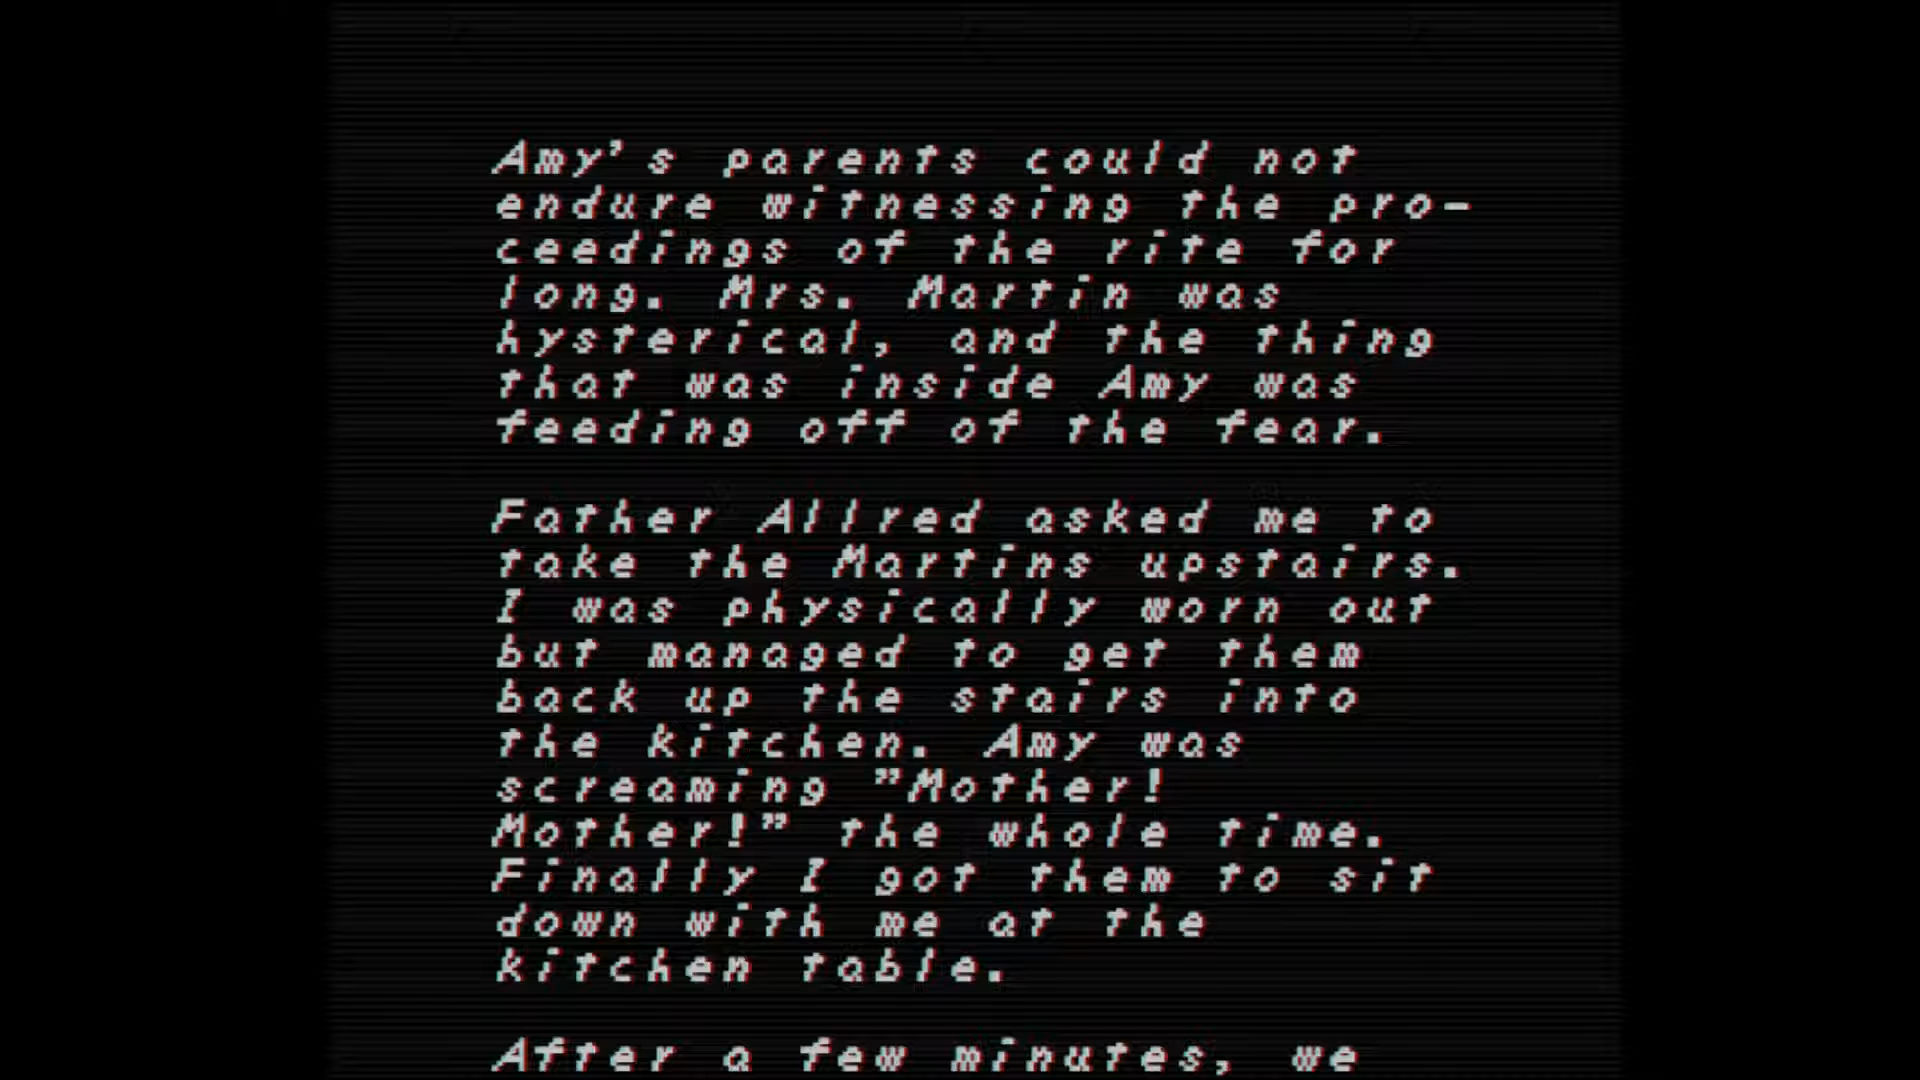 Amy's parents could not
endure witnessing the pro-
ceedings of the rite for
long. Mrs. Martin was
hysterical, and the thing
that was inside Amy was
feeding off of the fear.
Father Allred asked me to
take the Martins upstairs.
I was physically worn out
but managed to get them
back up the stairs into
the kitchen. Amy was
screaming "Mother!
Mother!" the whole time.
Finally I got them to sit
down with me at the
kitchen table.
After a few minutes, we